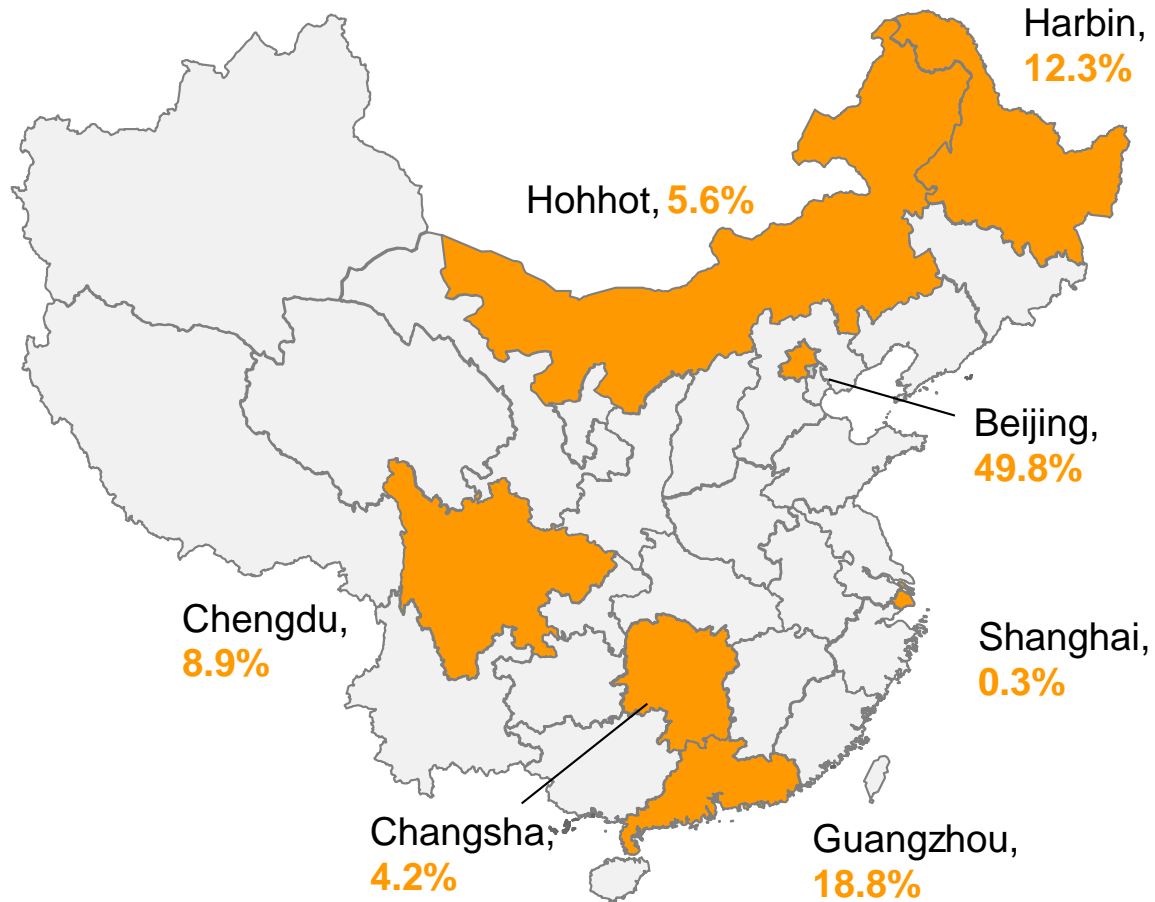 Harbin,
12.3%
Hohhot, 5.6%
Beijing,
49.8%
Chengdu,
8.9%
Shanghai,
0.3%
Changsha,
4.2%
Guangzhou,
18.8%